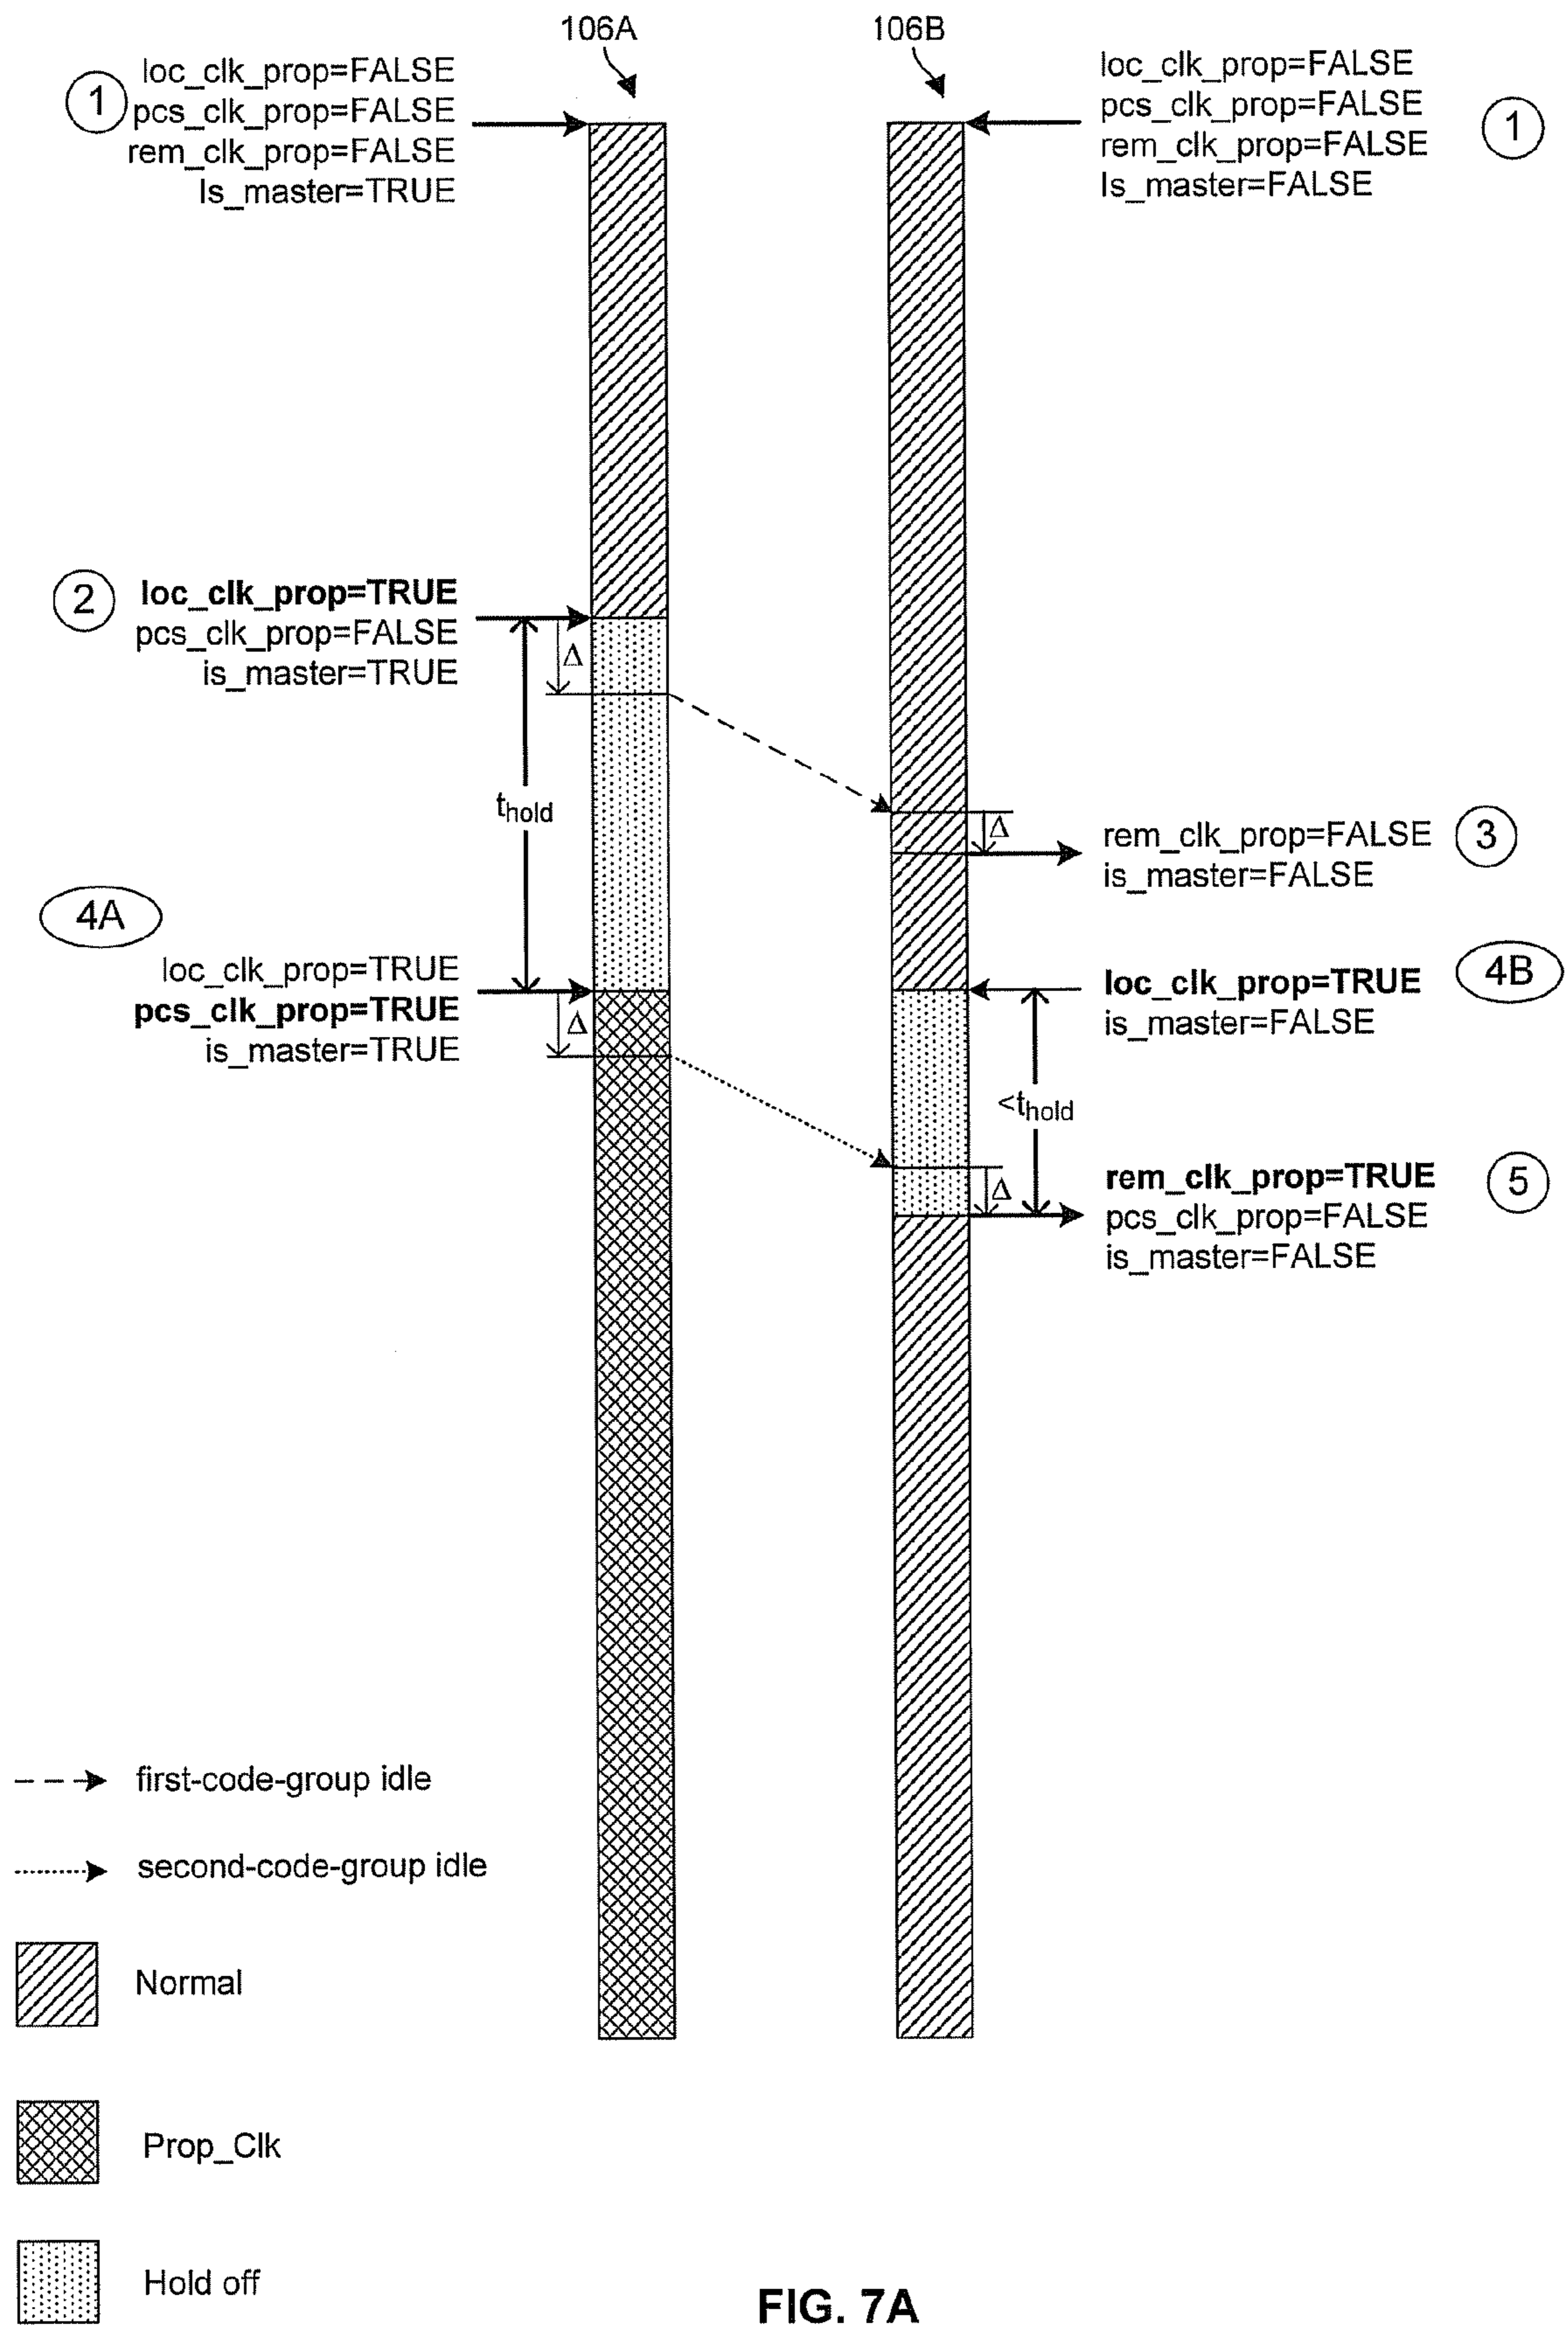 106A
106B
1
loc_clk_prop=FALSE
pcs_clk_prop=FALSE
rem_clk_prop=FALSE
Is_master=TRUE
loc_clk_prop=FALSE
pcs_clk_prop=FALSE
rem_clk_prop=FALSE
Is_master=FALSE
1
2
loc_clk_prop=TRUE
pcs_clk_prop=FALSE
is_master=TRUE
Δ
thold
Δ
rem_clk_prop=FALSE
is_master=FALSE
3
4A
loc_clk_prop=TRUE
pcs_clk_prop=TRUE
is_master=TRUE
Δ
loc_clk_prop=TRUE
is_master=FALSE
4B
<thold
Δ
rem_clk_prop=TRUE
pcs_clk_prop=FALSE
is_master=FALSE
5
first-code-group idle
second-code-group idle
Normal
Prop_Clk
Hold off
FIG. 7A